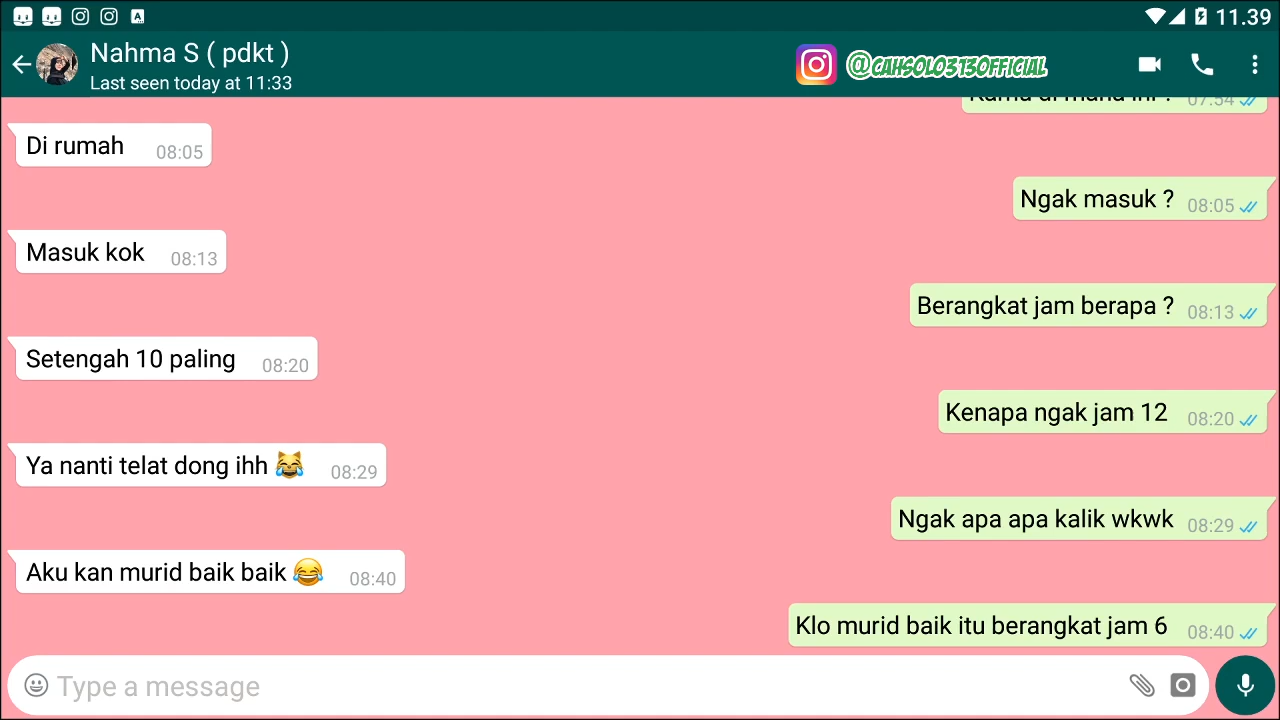 11.39
Nahma S ( pdkt )
Last seen today at 11:33
@CAHSOLO313OFFICIAL
07:54
Di rumah 08:05
Ngak masuk ? 08:05
Masuk kok 08:13
Berangkat jam berapa ? 08:13
Setengah 10 paling 08:20
Kenapa ngak jam 12 08:20
Ya nanti telat dong ihh 😹 08:29
Ngak apa apa kalik wkwk 08:29
Aku kan murid baik baik 😂 08:40
Klo murid baik itu berangkat jam 6 08:40
Type a message